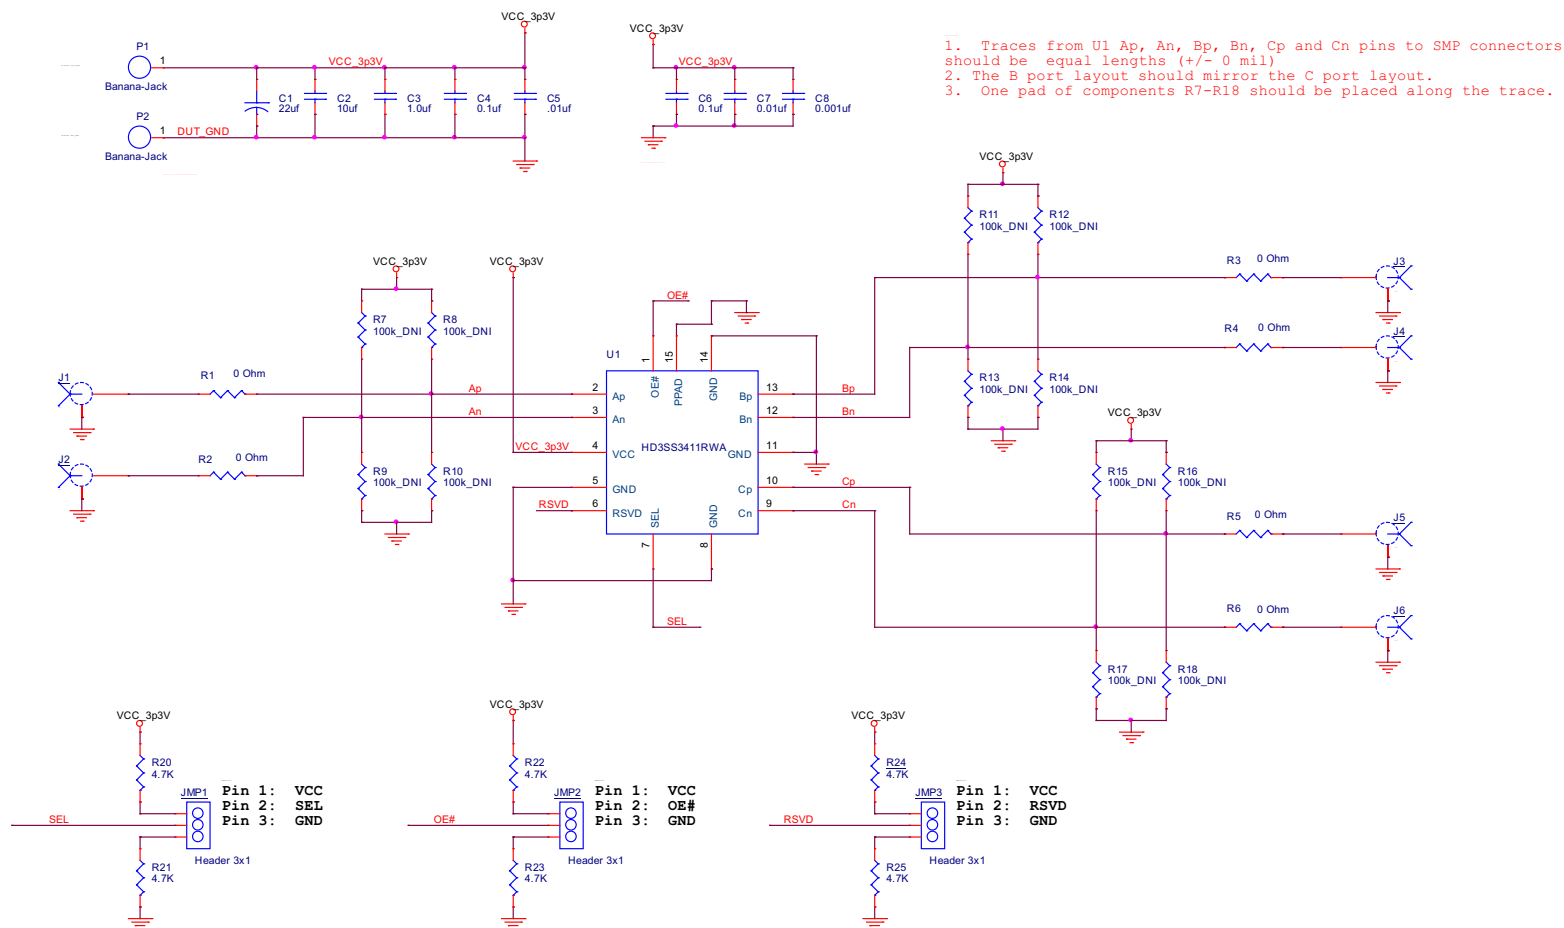 VCC_3p3V
VCC_3p3V
1. Traces from U1 Ap, An, Bp, Bn, Cp and Cn pins to SMP connectors
should be equal lengths (+/- 0 mil)
2. The B port layout should mirror the C port layout.
3. One pad of components R7-R18 should be placed along the trace.
P1
1
Banana-Jack
VCC_3p3V
C1
22uf
C2
10uf
C3
1.0uf
C4
0.1uf
C5
.01uf
P2
1
DUT_GND
Banana-Jack
VCC_3p3V
C6
0.1uf
C7
0.01uf
C8
0.001uf
VCC_3p3V
R11
100k_DNI
R12
100k_DNI
R13
100k_DNI
R14
100k_DNI
R3
0 Ohm
J3
R4
0 Ohm
J4
VCC_3p3V
VCC_3p3V
R7
100k_DNI
R8
100k_DNI
J1
R1
0 Ohm
Ap
An
J2
R2
0 Ohm
R9
100k_DNI
R10
100k_DNI
VCC_3p3V
RSVD
OE#
U1
1
15
14
OE#
PPAD
GND
2
Ap
3
An
4
VCC
5
GND
6
RSVD
HD3SS3411RWA
13
Bp
Bp
12
Bn
Bn
11
GND
10
Cp
Cp
9
Cn
Cn
SEL
GND
7
8
SEL
VCC_3p3V
R15
100k_DNI
R16
100k_DNI
R5
0 Ohm
J5
R6
0 Ohm
J6
R17
100k_DNI
R18
100k_DNI
VCC_3p3V
R20
4.7K
JMP1
Pin 1: VCC
Pin 2: SEL
Pin 3: GND
SEL
Header 3x1
R21
4.7K
VCC_3p3V
R22
4.7K
JMP2
Pin 1: VCC
Pin 2: OE#
Pin 3: GND
OE#
Header 3x1
R23
4.7K
VCC_3p3V
R24
4.7K
JMP3
Pin 1: VCC
Pin 2: RSVD
Pin 3: GND
RSVD
Header 3x1
R25
4.7K